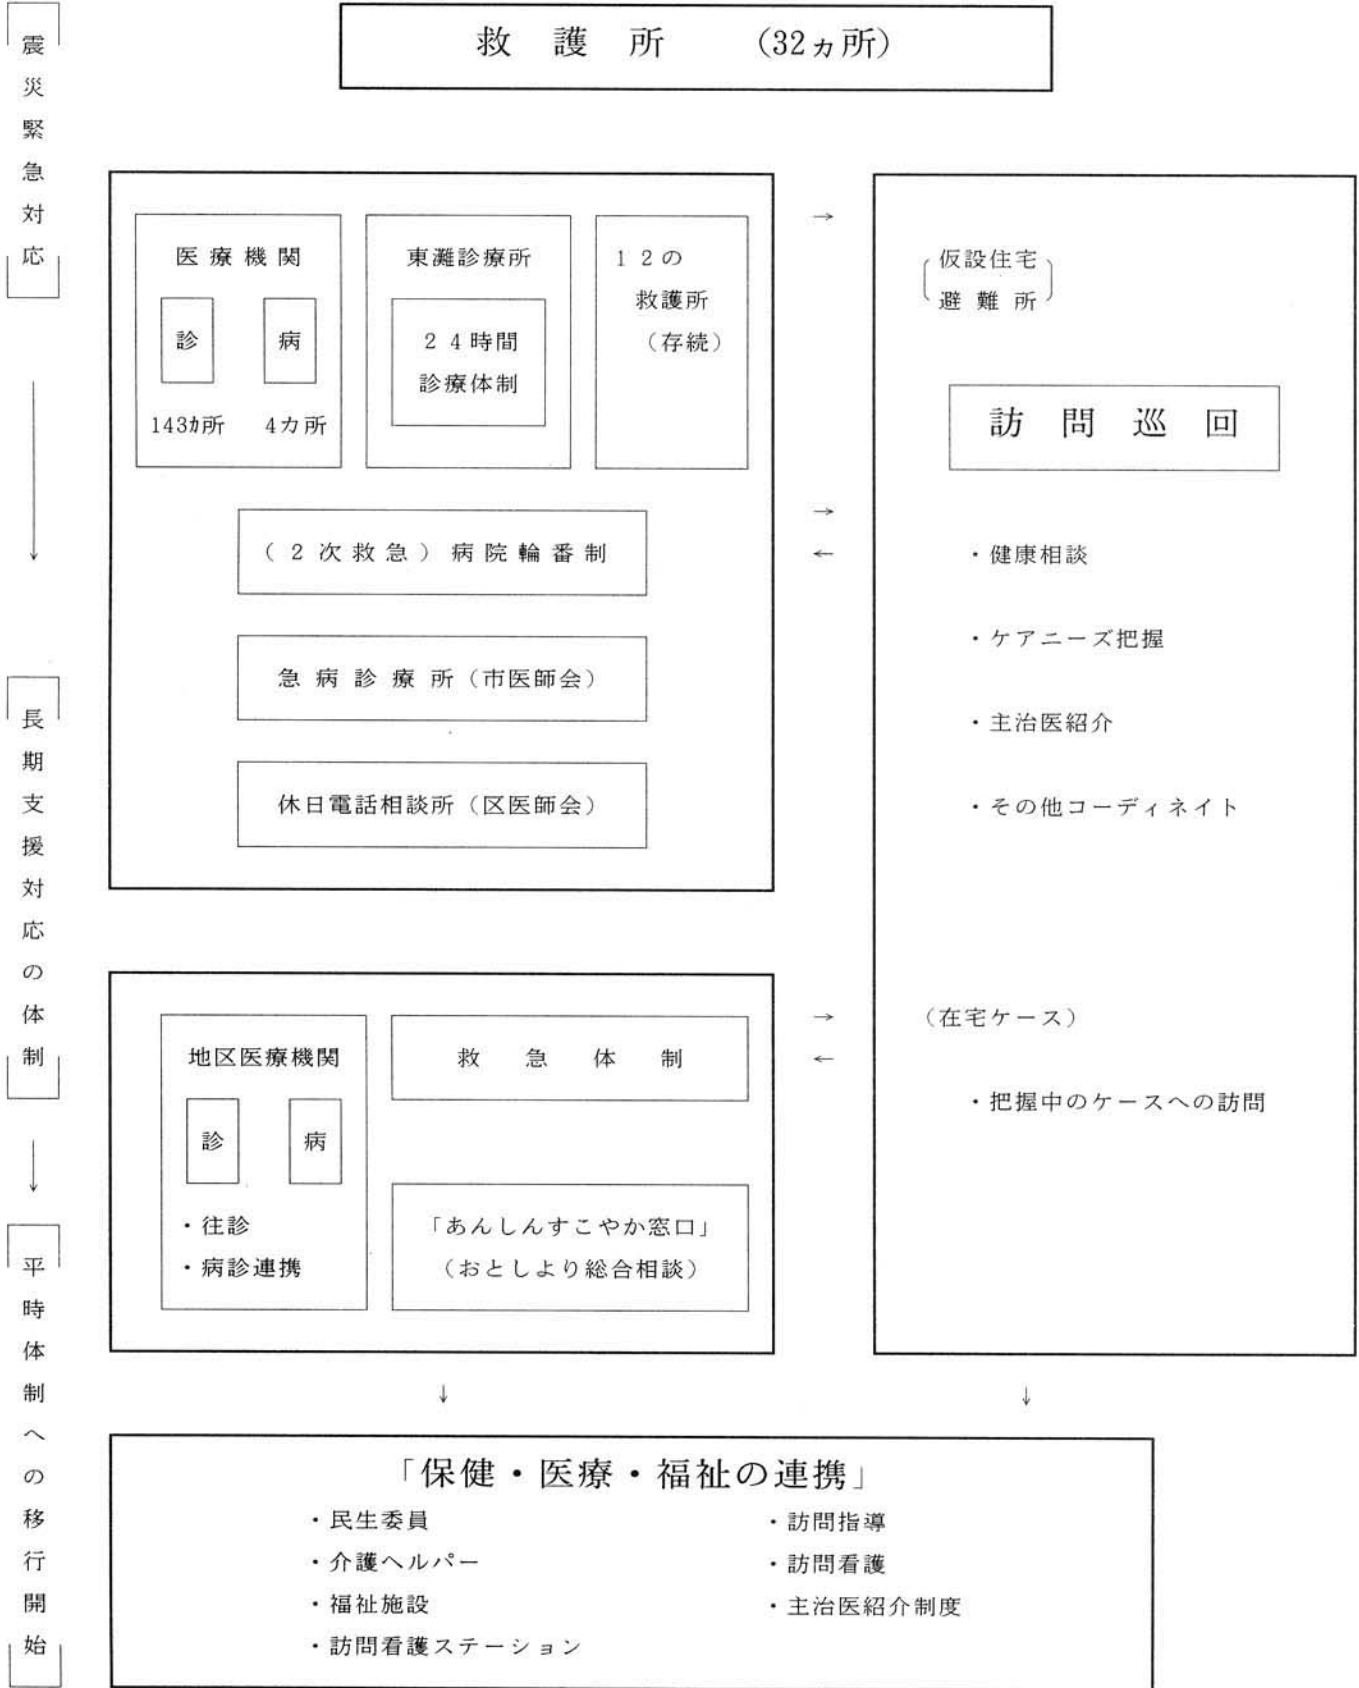 震災緊急対応
長期支援対応の体制
平時体制への移行開始
救護所 (32ヵ所)
医療機関
診 病
143ｶ所 4カ所
東灘診療所
24時間
診療体制
12の
救護所
(存続)
(2次救急) 病院輪番制
急病診療所(市医師会)
休日電話相談所(区医師会)
仮設住宅
避難所
訪問巡回
・健康相談
・ケアニーズ把握
・主治医紹介
・その他コーディネイト
(在宅ケース)
・把握中のケースへの訪問
→
→
←
→
←
地区医療機関
診 病
・往診
・病診連携
救急体制
「あんしんすこやか窓口」
(おとしより総合相談)
↓ ↓
「保健・医療・福祉の連携」
・民生委員
・介護ヘルパー
・福祉施設
・訪問看護ステーション
・訪問指導
・訪問看護
・主治医紹介制度